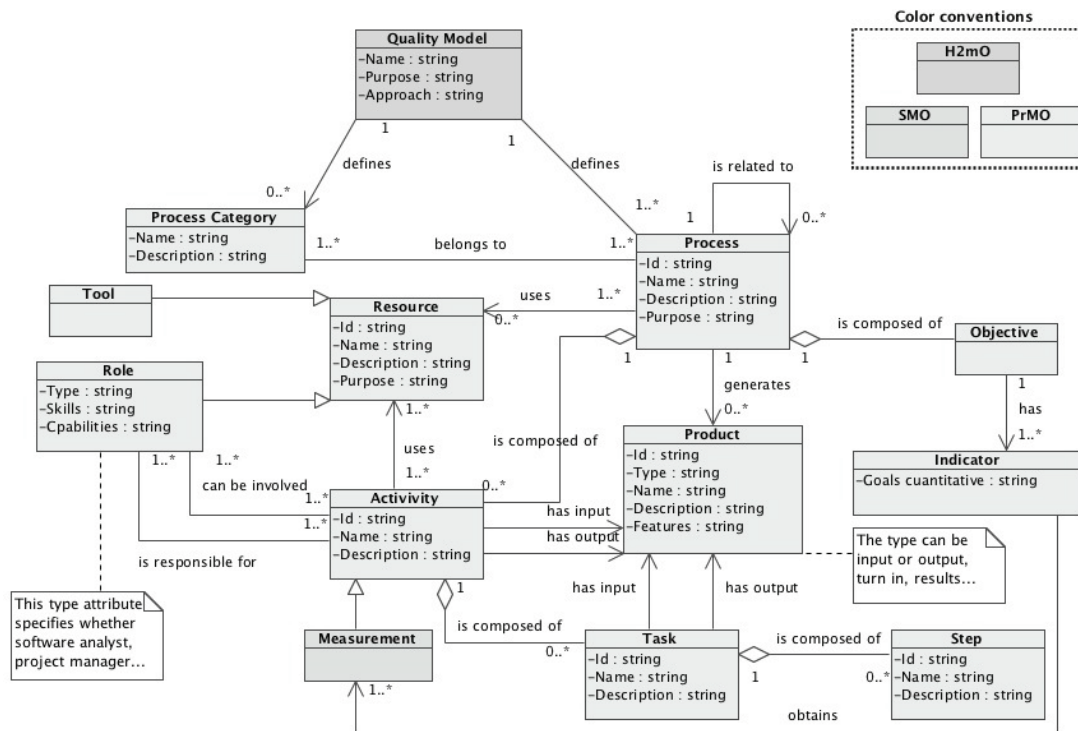 Color conventions
H2mO
SMO
PrMO
Quality Model
–Name : string
–Purpose : string
–Approach : string
1
1
defines
defines
0..*
1..*
is related to
1
0..*
Process Category
–Name : string
–Description : string
1..*
belongs to
1..*
Process
–Id : string
–Name : string
–Description : string
–Purpose : string
Tool
Resource
–Id : string
–Name : string
–Description : string
–Purpose : string
uses
1..*
0..*
1
1
1
is composed of
Objective
1
has
1..*
Role
–Type : string
–Skills : string
–Cpabilities : string
generates
0..*
1..*
uses
1..*
is composed of
0..*
Product
–Id : string
–Type : string
–Name : string
–Description : string
–Features : string
Indicator
–Goals cuantitative : string
1..*
1..*
can be involved
1..*
1..*
is responsible for
Activivity
–Id : string
–Name : string
–Description : string
has input
has output
The type can be
input or output,
turn in, results...
1
has input
has output
This type attribute
specifies whether
software analyst,
project manager...
Measurement
1..*
is composed of
0..*
Task
–Id : string
–Name : string
–Description : string
is composed of
1
0..*
Step
–Id : string
–Name : string
–Description : string
obtains